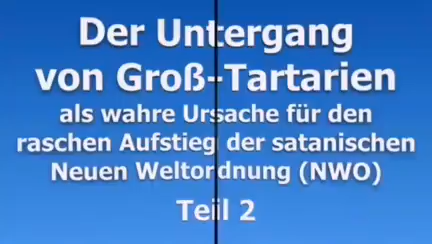 Der Untergang
von Groß-Tartarien
als wahre Ursache für den
raschen Aufstieg der satanischen
Neuen Weltordnung (NWO)
Teil 2